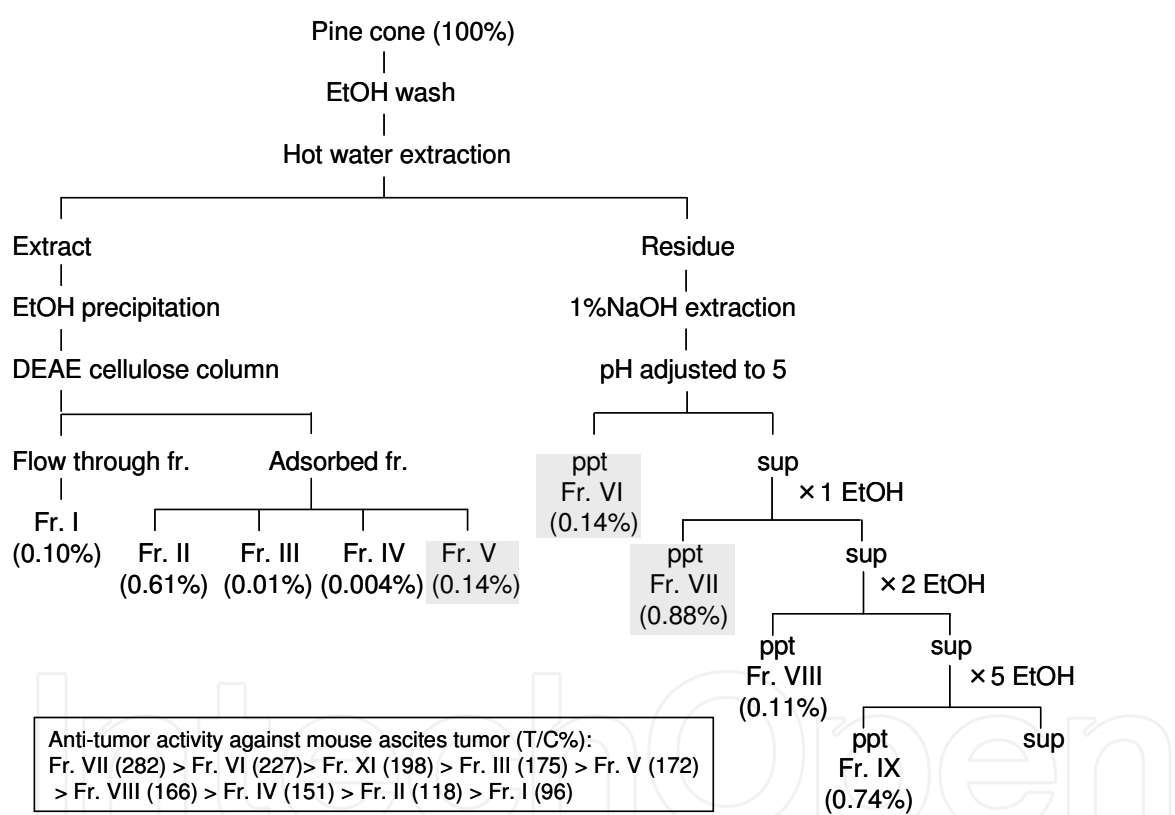 Pine cone (100%)
EtOH wash
Hot water extraction
Extract
EtOH precipitation
DEAE cellulose column
Flow through fr.
Fr. I
(0.10%)
Adsorbed fr.
Fr. II
(0.61%)
Fr. III
(0.01%)
Fr. IV
(0.004%)
Fr. V
(0.14%)
Residue
1%NaOH extraction
pH adjusted to 5
ppt
Fr. VI
(0.14%)
sup
×1 EtOH
ppt
Fr. VII
(0.88%)
sup
×2 EtOH
ppt
Fr. VIII
(0.11%)
sup
×5 EtOH
ppt
Fr. IX
(0.74%)
sup
Anti-tumor activity against mouse ascites tumor (T/C%):
Fr. VII (282) > Fr. VI (227)> Fr. XI (198) > Fr. III (175) > Fr. V (172)
> Fr. VIII (166) > Fr. IV (151) > Fr. II (118) > Fr. I (96)
IntechOpen